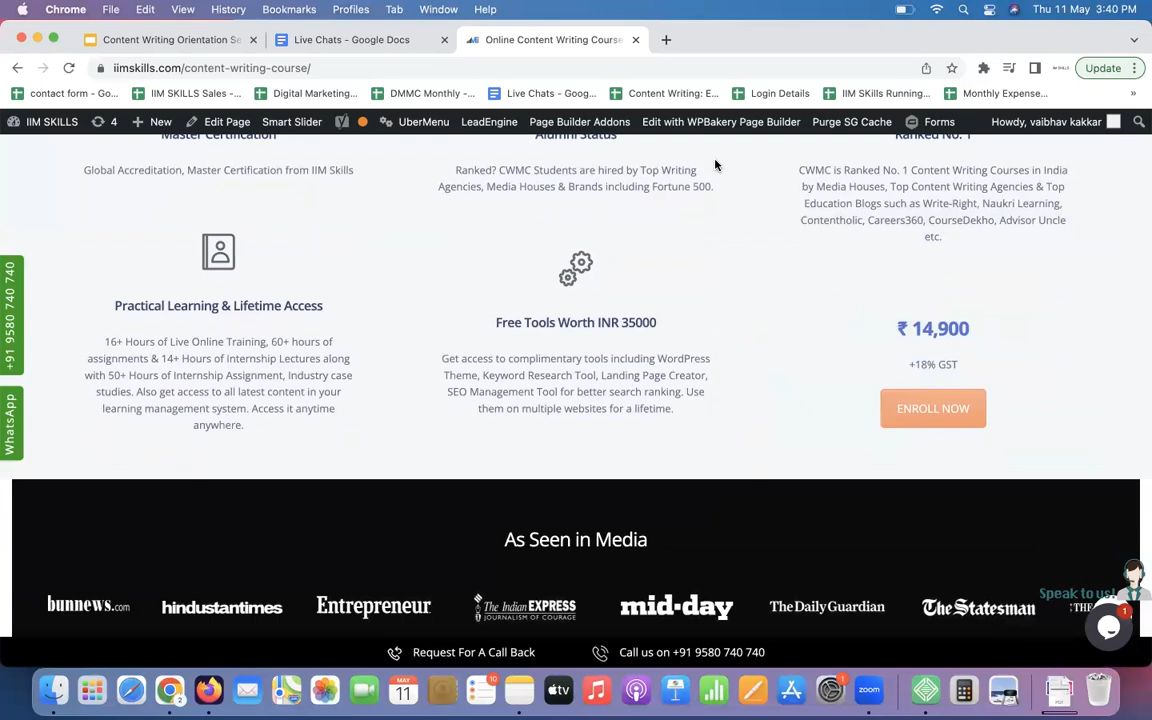 Chrome File Edit View History Bookmarks Profiles Tab Window Help Thu 11 May 3:40 PM
Content Writing Orientation Se
Live Chats - Google Docs
Online Content Writing Course
iimskills.com/content-writing-course/
Update
contact form - Go...
IIM SKILLS Sales -...
Digital Marketing...
DMMC Monthly -...
Live Chats - Goog...
Content Writing: E...
Login Details
IIM Skills Running...
Monthly Expense...
»
IIM SKILLS 4 New Edit Page Smart Slider UberMenu LeadEngine Page Builder Addons Edit with WPBakery Page Builder Purge SG Cache Forms Howdy, vaibhav kakkar
Master Certification
Global Accreditation, Master Certification from IIM Skills
Alumni Status
Ranked? CWMC Students are hired by Top Writing
Agencies, Media Houses & Brands including Fortune 500.
Ranked No. 1
CWMC is Ranked No. 1 Content Writing Courses in India
by Media Houses, Top Content Writing Agencies & Top
Education Blogs such as Write-Right, Naukri Learning,
Contentholic, Careers360, CourseDekho, Advisor Uncle
etc.
Practical Learning & Lifetime Access
16+ Hours of Live Online Training, 60+ hours of
assignments & 14+ Hours of Internship Lectures along
with 50+ Hours of Internship Assignment, Industry case
studies. Also get access to all latest content in your
learning management system. Access it anytime
anywhere.
Free Tools Worth INR 35000
Get access to complimentary tools including WordPress
Theme, Keyword Research Tool, Landing Page Creator,
SEO Management Tool for better search ranking. Use
them on multiple websites for a lifetime.
₹ 14,900
+18% GST
ENROLL NOW
+91 9580 740 740
WhatsApp
As Seen in Media
bunnews.com
hindustantimes
Entrepreneur
The Indian EXPRESS
JOURNALISM OF COURAGE
mid-day
The Daily Guardian
The Statesman
Speak to us!
1
Request For A Call Back
Call us on +91 9580 740 740
2
MAY
11
10
tv
1
zoom
PDF